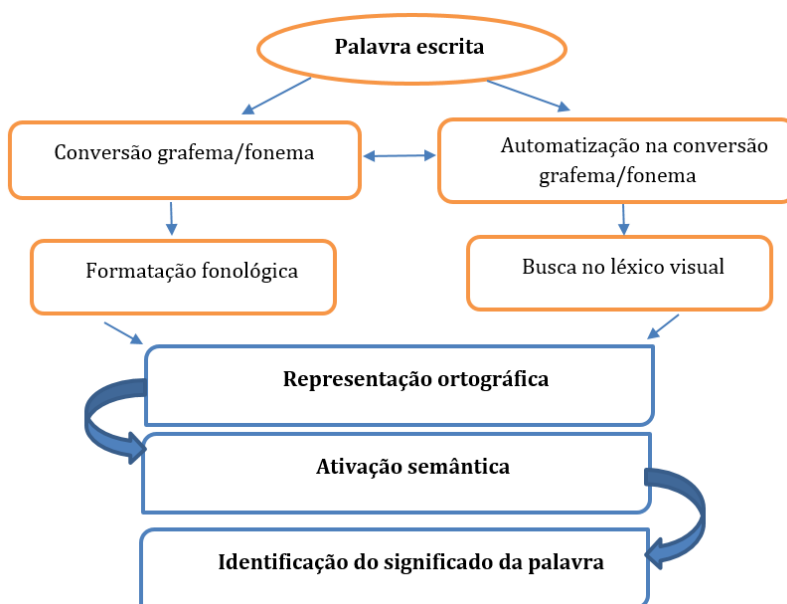 Palavra escrita
Conversão grafema/fonema
Automatização na conversão
grafema/fonema
Formatação fonológica
Busca no léxico visual
Representação ortográfica
Ativação semântica
Identificação do significado da palavra